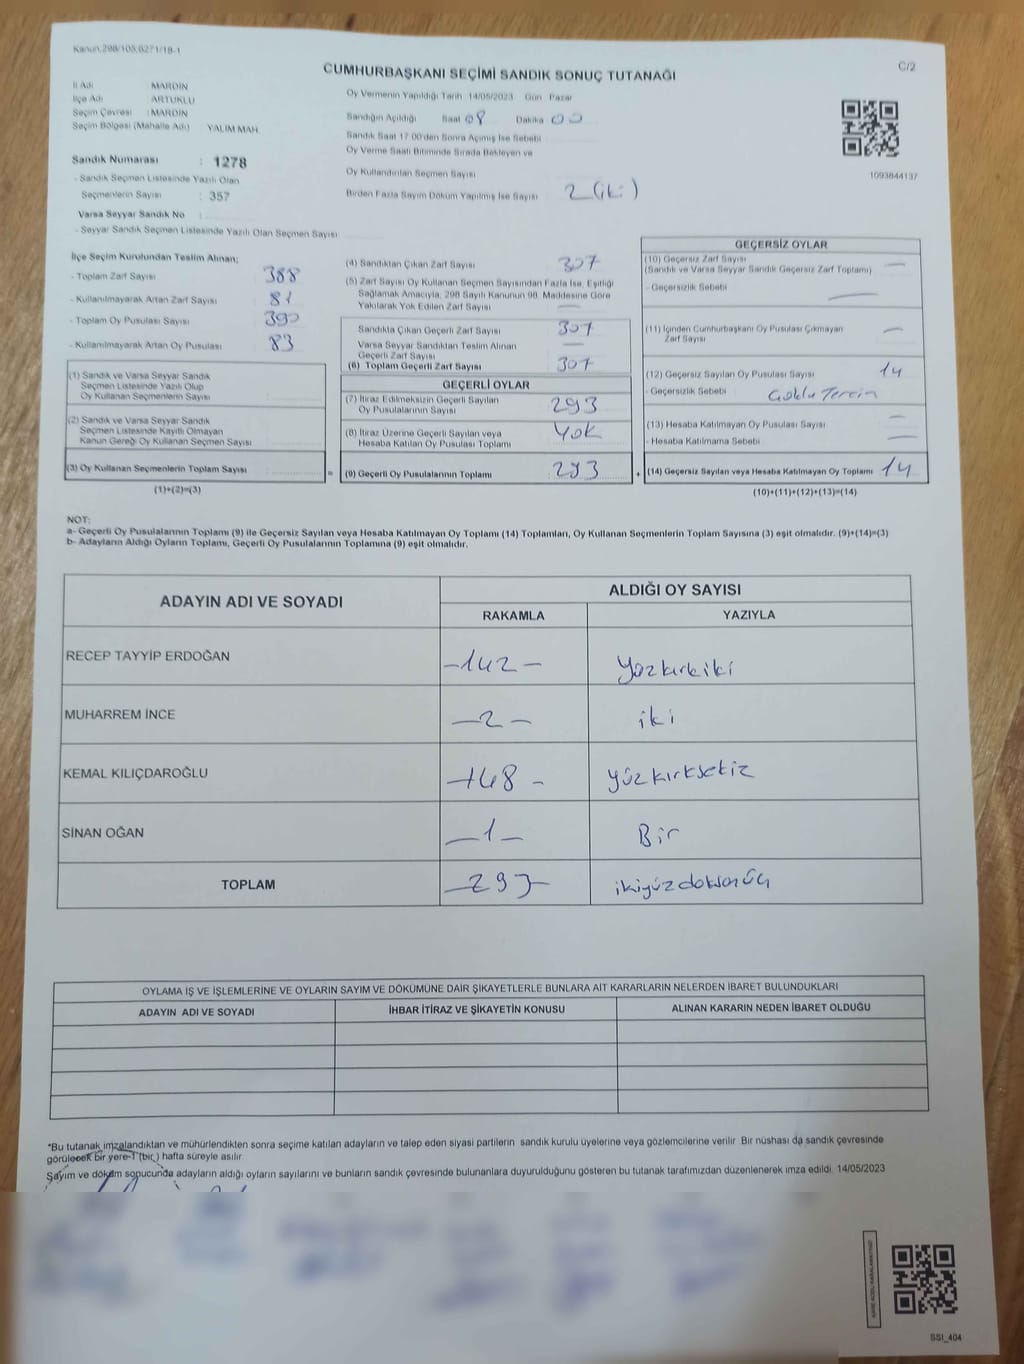 Kanun,298/105,6271/18-1
C/2
CUMHURBAŞKANI SEÇİMİ SANDIK SONUÇ TUTANAĞI
İl Adı : MARDİN
İlçe Adı : ARTUKLU
Seçim Çevresi : MARDİN
Seçim Bölgesi (Mahalle Adı) YALIM MAH.
Sandık Numarası : 1278
- Sandık Seçmen Listesinde Yazılı Olan
Seçmenlerin Sayısı : 357
Varsa Seyyar Sandık No :
- Seyyar Sandık Seçmen Listesinde Yazılı Olan Seçmen Sayısı
Oy Vermenin Yapıldığı Tarih 14/05/2023 Gün Pazar
Sandığın Açıldığı Saat 08 Dakika 00
Sandık Saat 17.00'den Sonra Açılmış İse Sebebi
Oy Verme Saati Bitiminde Sırada Bekleyen ve
Oy Kullandırılan Seçmen Sayısı
Birden Fazla Sayım Döküm Yapılmış İse Sayısı 2 (iki)
1093844137
İlçe Seçim Kurulundan Teslim Alınan;
- Toplam Zarf Sayısı 388
- Kullanılmayarak Artan Zarf Sayısı 81
- Toplam Oy Pusulası Sayısı 390
- Kullanılmayarak Artan Oy Pusulası 83
(1) Sandık ve Varsa Seyyar Sandık
Seçmen Listesinde Yazılı Olup
Oy Kullanan Seçmenlerin Sayısı :
(2) Sandık ve Varsa Seyyar Sandık
Seçmen Listesinde Kayıtlı Olmayan
Kanun Gereği Oy Kullanan Seçmen Sayısı
(3) Oy Kullanan Seçmenlerin Toplam Sayısı =
(1)+(2)=(3)
(4) Sandıktan Çıkan Zarf Sayısı 307
(5) Zarf Sayısı Oy Kullanan Seçmen Sayısından Fazla İse, Eşitliği
Sağlamak Amacıyla, 298 Sayılı Kanunun 98. Maddesine Göre
Yakılarak Yok Edilen Zarf Sayısı —
Sandıkta Çıkan Geçerli Zarf Sayısı 307
Varsa Seyyar Sandıktan Teslim Alınan
Geçerli Zarf Sayısı —
(6) Toplam Geçerli Zarf Sayısı 307
GEÇERLİ OYLAR
(7) İtiraz Edilmeksizin Geçerli Sayılan
Oy Pusulalarının Sayısı 293
(8) İtiraz Üzerine Geçerli Sayılan veya
Hesaba Katılan Oy Pusulası Toplamı Yok
(9) Geçerli Oy Pusulalarının Toplamı : 293 +
GEÇERSİZ OYLAR
(10) Geçersiz Zarf Sayısı
(Sandık ve Varsa Seyyar Sandık Geçersiz Zarf Toplamı) —
- Geçersizlik Sebebi —
(11) İçinden Cumhurbaşkanı Oy Pusulası Çıkmayan
Zarf Sayısı —
(12) Geçersiz Sayılan Oy Pusulası Sayısı 14
- Geçersizlik Sebebi
(13) Hesaba Katılmayan Oy Pusulası Sayısı —
- Hesaba Katılmama Sebebi —
(14) Geçersiz Sayılan veya Hesaba Katılmayan Oy Toplamı 14
(10)+(11)+(12)+(13)=(14)
NOT:
a- Geçerli Oy Pusulalarının Toplamı (9) ile Geçersiz Sayılan veya Hesaba Katılmayan Oy Toplamı (14) Toplamları, Oy Kullanan Seçmenlerin Toplam Sayısına (3) eşit olmalıdır. (9)+(14)=(3)
b- Adayların Aldığı Oyların Toplamı, Geçerli Oy Pusulalarının Toplamına (9) eşit olmalıdır.
ADAYIN ADI VE SOYADI
ALDIĞI OY SAYISI
RAKAMLA YAZIYLA
RECEP TAYYİP ERDOĞAN -142- Yüzkırkiki
MUHARREM İNCE -2- iki
KEMAL KILIÇDAROĞLU -148- yüzkırksekiz
SİNAN OĞAN -1- Bir
TOPLAM -293- ikiyüzdoksanüç
OYLAMA İŞ VE İŞLEMLERİNE VE OYLARIN SAYIM VE DÖKÜMÜNE DAİR ŞİKAYETLERLE BUNLARA AİT KARARLARIN NELERDEN İBARET BULUNDUKLARI
ADAYIN ADI VE SOYADI İHBAR İTİRAZ VE ŞİKAYETİN KONUSU ALINAN KARARIN NEDEN İBARET OLDUĞU
*Bu tutanak imzalandıktan ve mühürlendikten sonra seçime katılan adayların ve talep eden siyasi partilerin sandık kurulu üyelerine veya gözlemcilerine verilir. Bir nüshası da sandık çevresinde
görülecek bir yere 1 (bir) hafta süreyle asılır.
Sayım ve döküm sonucunda adayların aldığı oyların sayılarını ve bunların sandık çevresinde bulunanlara duyurulduğunu gösteren bu tutanak tarafımızdan düzenlenerek imza edildi. 14/05/2023
SSI_404